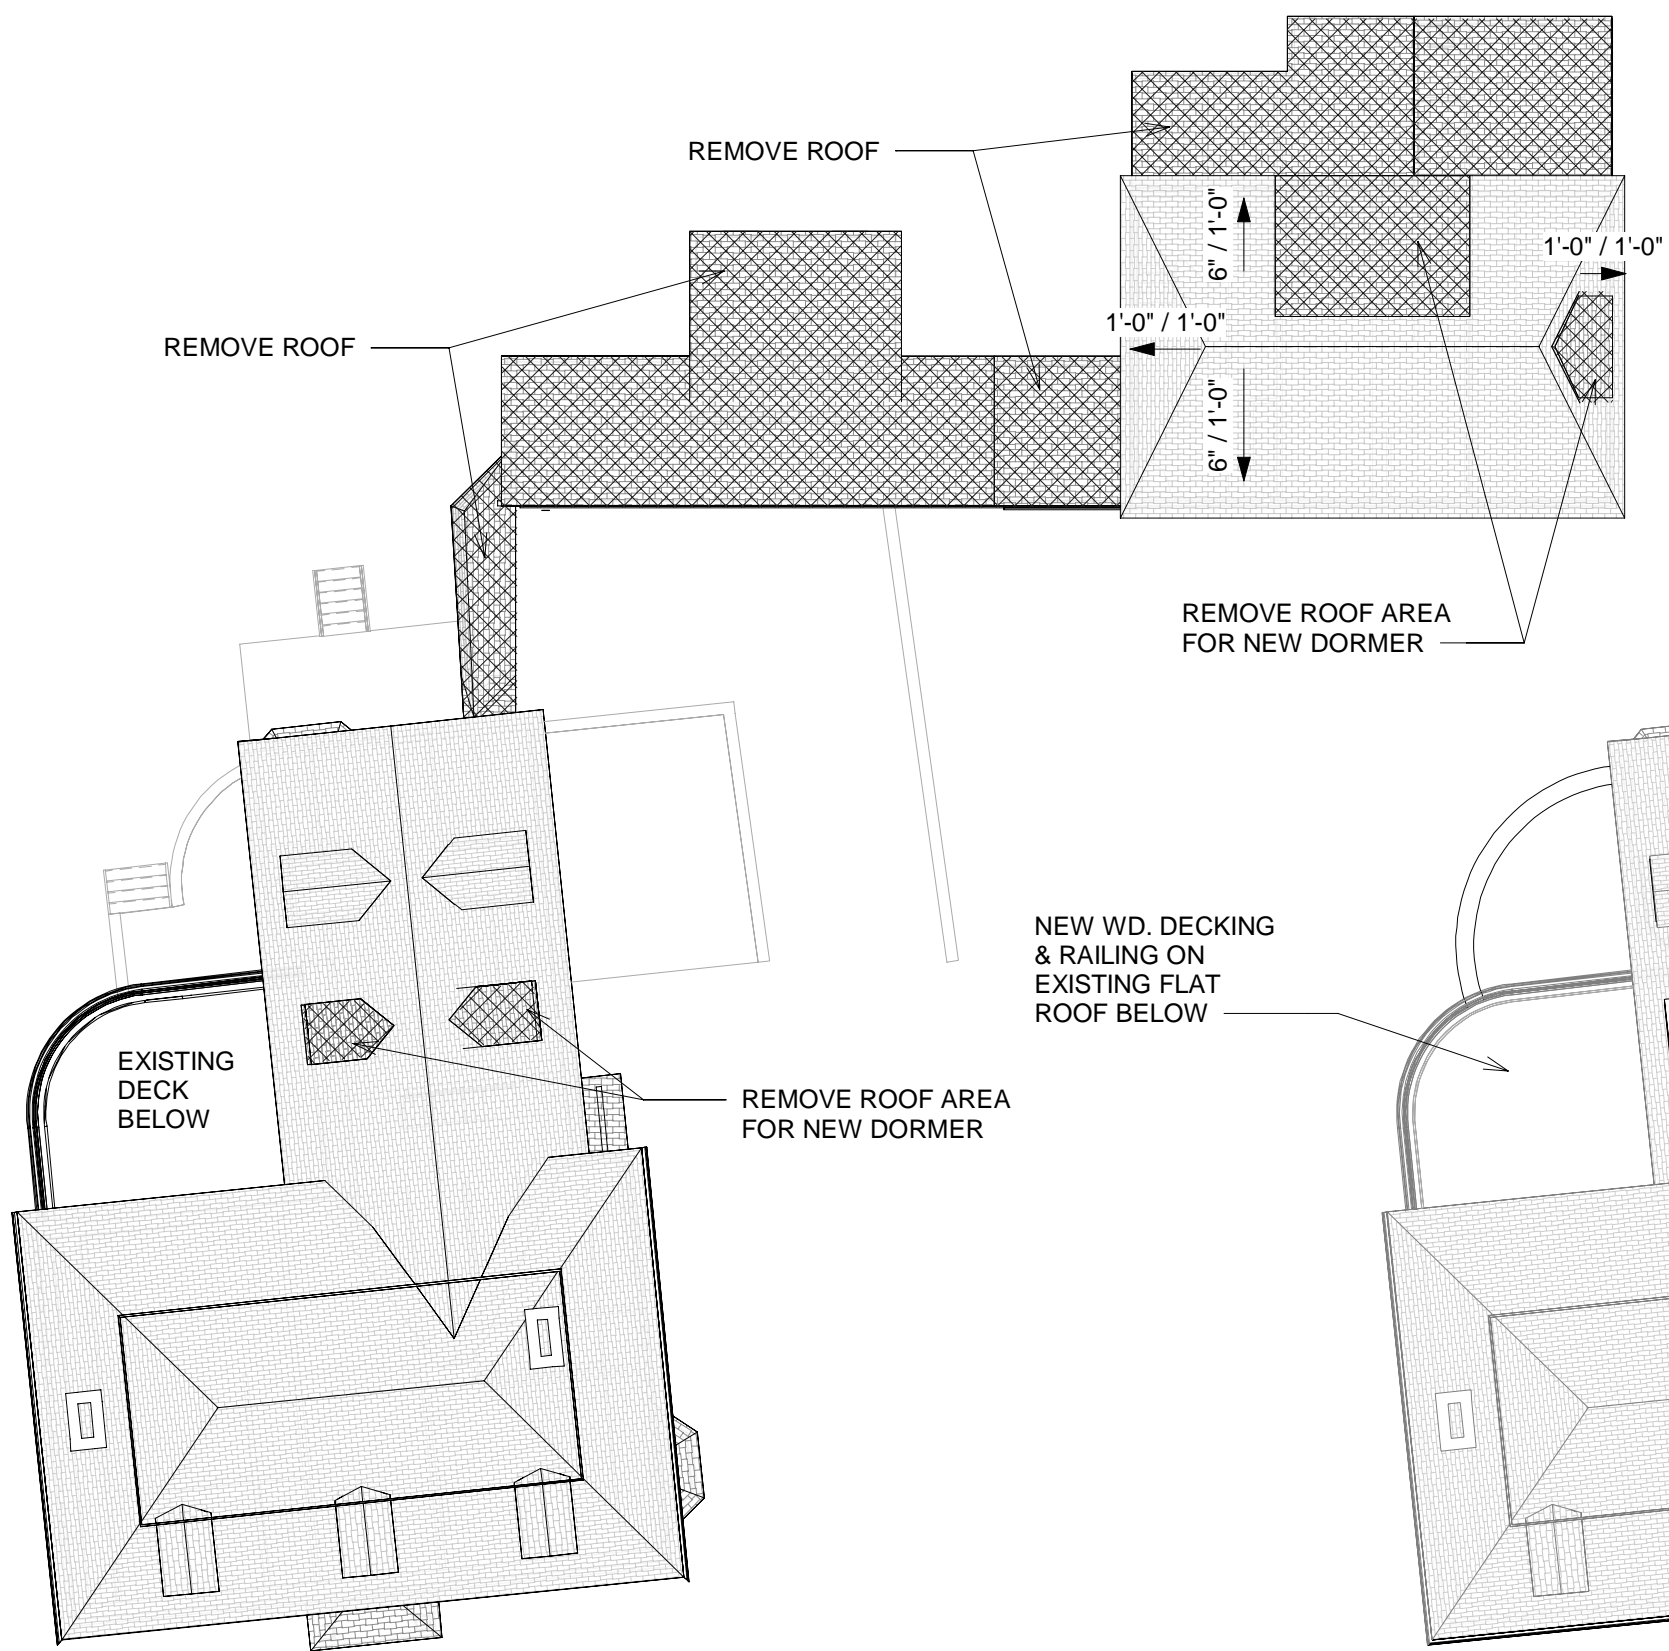 REMOVE ROOF
6" / 1'-0"
1'-0" / 1'-0"
1'-0" / 1'-0"
REMOVE ROOF
6" / 1'-0"
REMOVE ROOF AREA
FOR NEW DORMER
NEW WD. DECKING
& RAILING ON
EXISTING FLAT
ROOF BELOW
EXISTING
DECK
BELOW
REMOVE ROOF AREA
FOR NEW DORMER